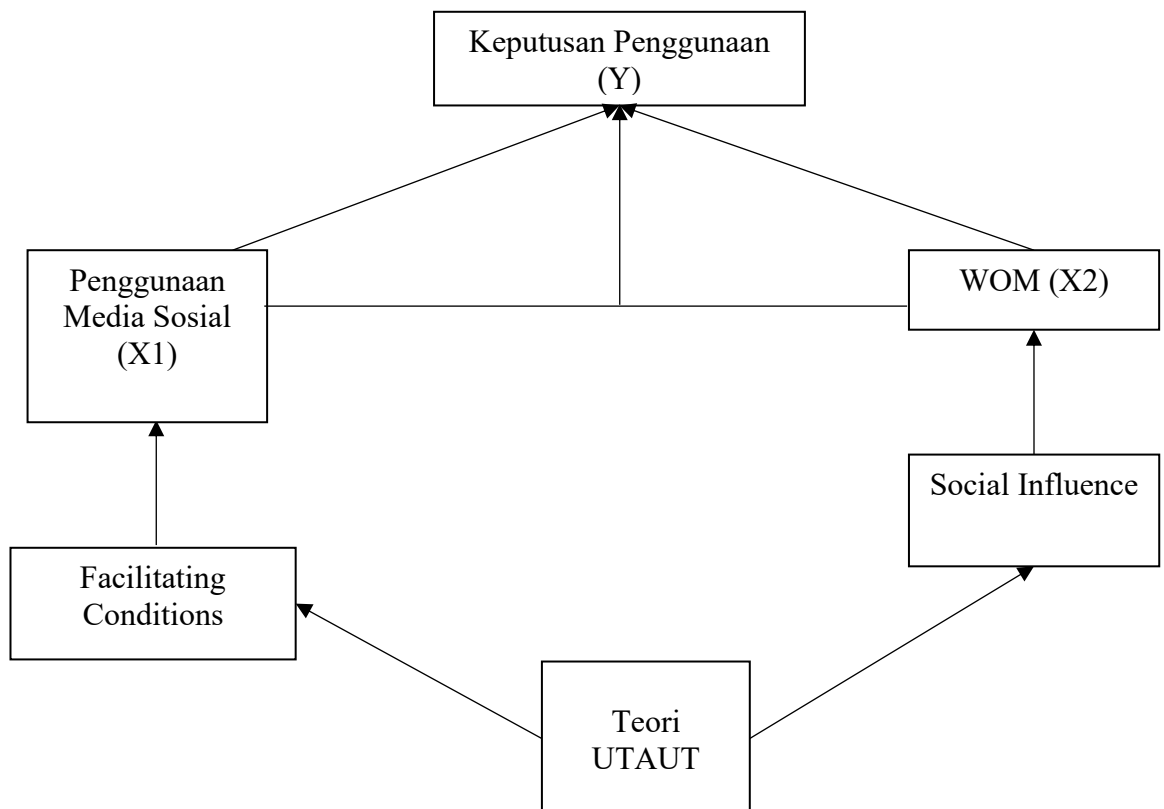 Keputusan Penggunaan
(Y)
Penggunaan
Media Sosial
(X1)
WOM (X2)
Social Influence
Facilitating
Conditions
Teori
UTAUT